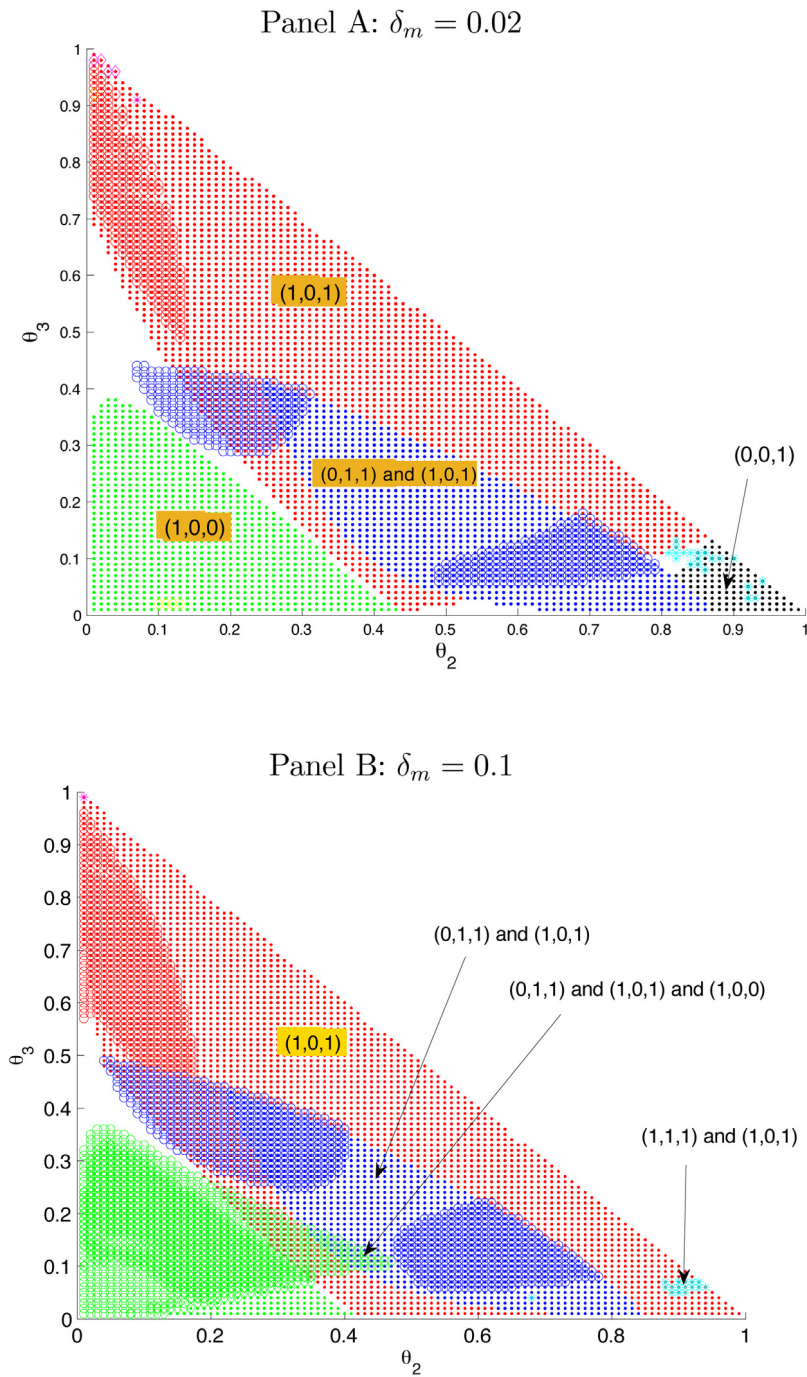 Panel A: δm = 0.02
1
0.9
0.8
0.7
0.6
0.5
0.4
0.3
0.2
0.1
0
θ3
(1,0,1)
(0,1,1) and (1,0,1)
(0,0,1)
(1,0,0)
0 0.1 0.2 0.3 0.4 0.5 0.6 0.7 0.8 0.9 1
θ2
Panel B: δm = 0.1
1
0.9
0.8
0.7
0.6
0.5
0.4
0.3
0.2
0.1
0
θ3
(0,1,1) and (1,0,1)
(0,1,1) and (1,0,1) and (1,0,0)
(1,0,1)
(1,1,1) and (1,0,1)
0 0.2 0.4 0.6 0.8 1
θ2